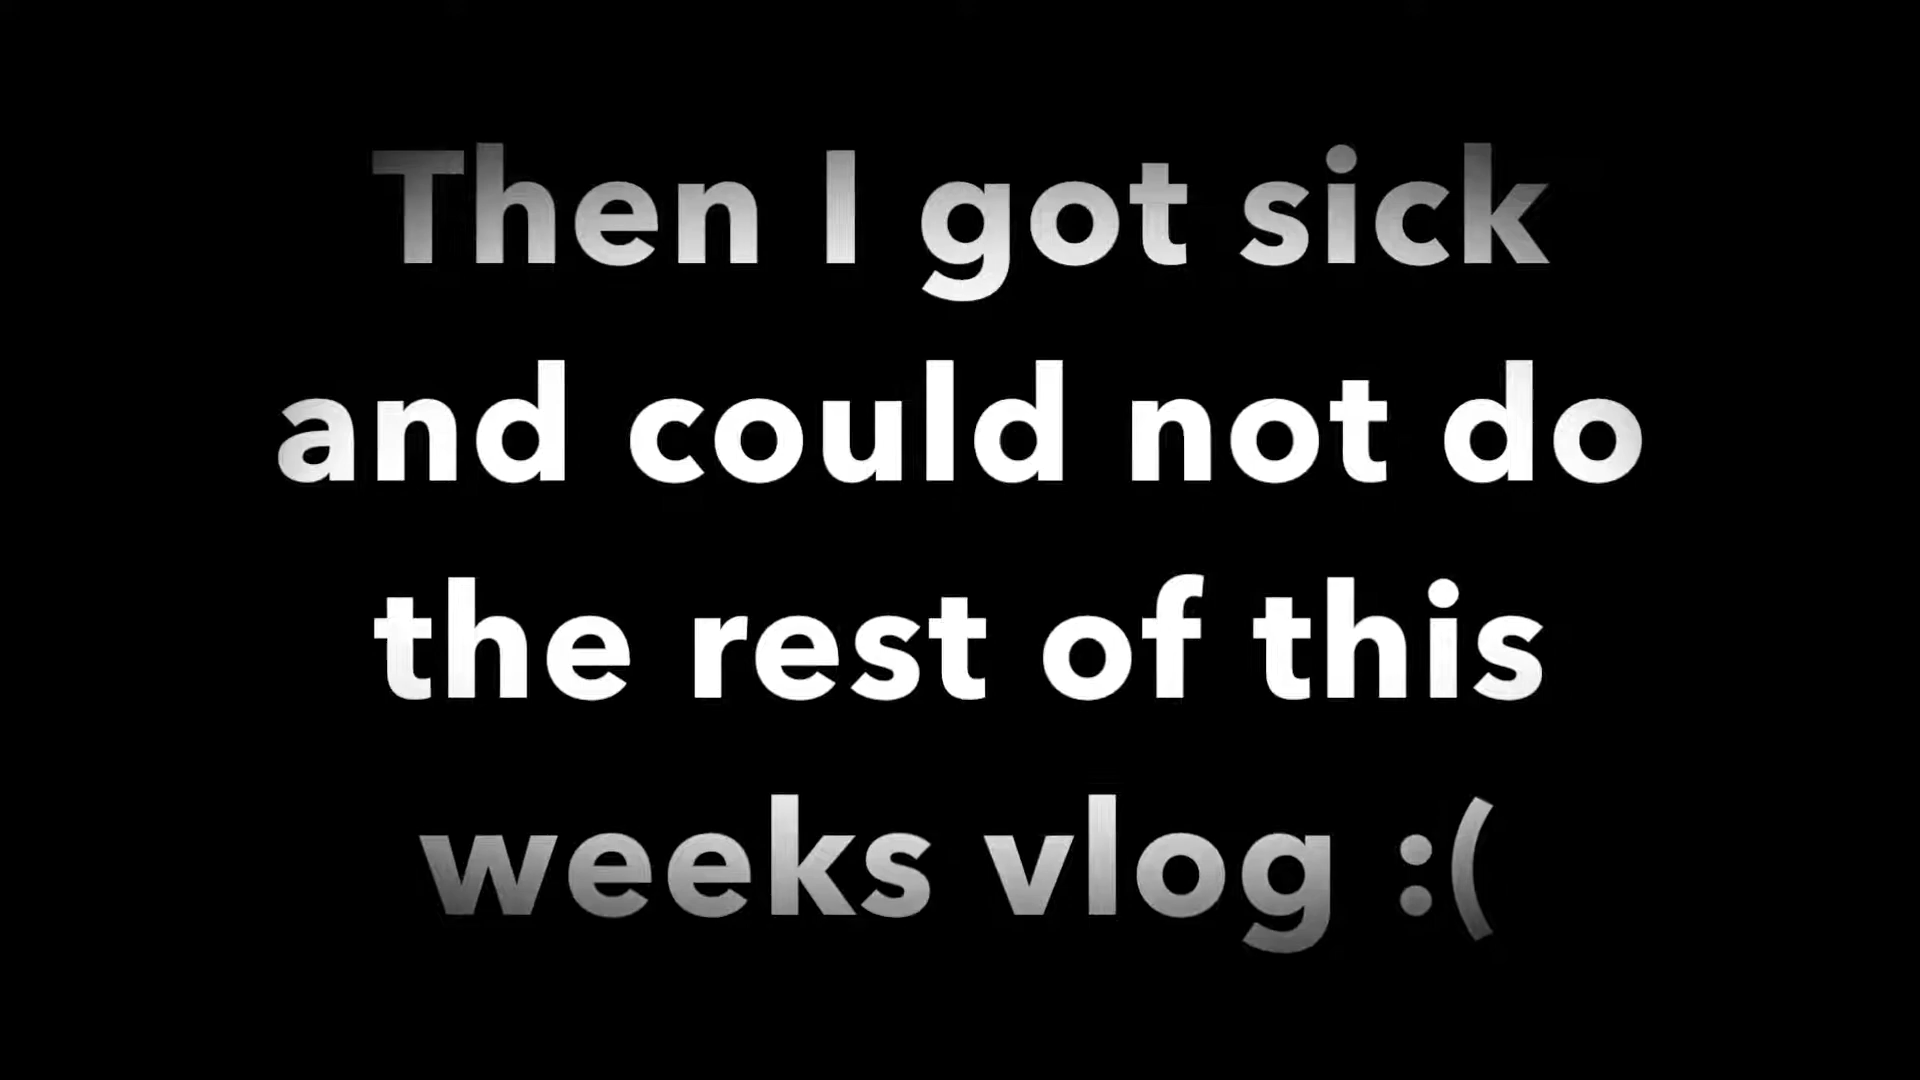 Then I got sick
and could not do
the rest of this
weeks vlog :(